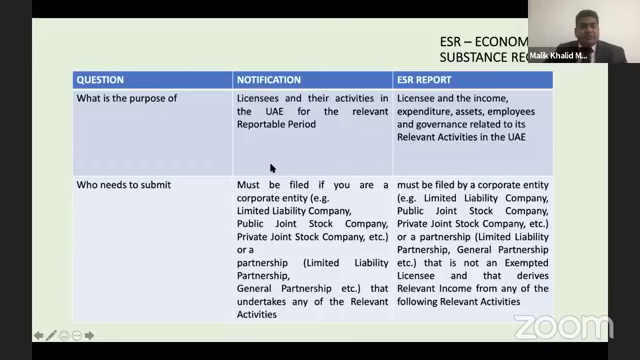 ESR – ECONOM
SUBSTANCE RE
Malik Khalid M...
QUESTION
NOTIFICATION
ESR REPORT
What is the purpose of
Licensees and their activities in
the UAE for the relevant
Reportable Period
Licensee and the income,
expenditure, assets, employees
and governance related to its
Relevant Activities in the UAE
Who needs to submit
Must be filed if you are a
corporate entity (e.g.
Limited Liability Company,
Public Joint Stock Company,
Private Joint Stock Company, etc.)
or a
partnership (Limited Liability
Partnership,
General Partnership etc.) that
undertakes any of the Relevant
Activities
must be filed by a corporate entity
(e.g. Limited Liability Company,
Public Joint Stock Company,
Private Joint Stock Company, etc.)
or a partnership (Limited Liability
Partnership, General Partnership
etc.) that is not an Exempted
Licensee and that derives
Relevant Income from any of the
following Relevant Activities
zoom